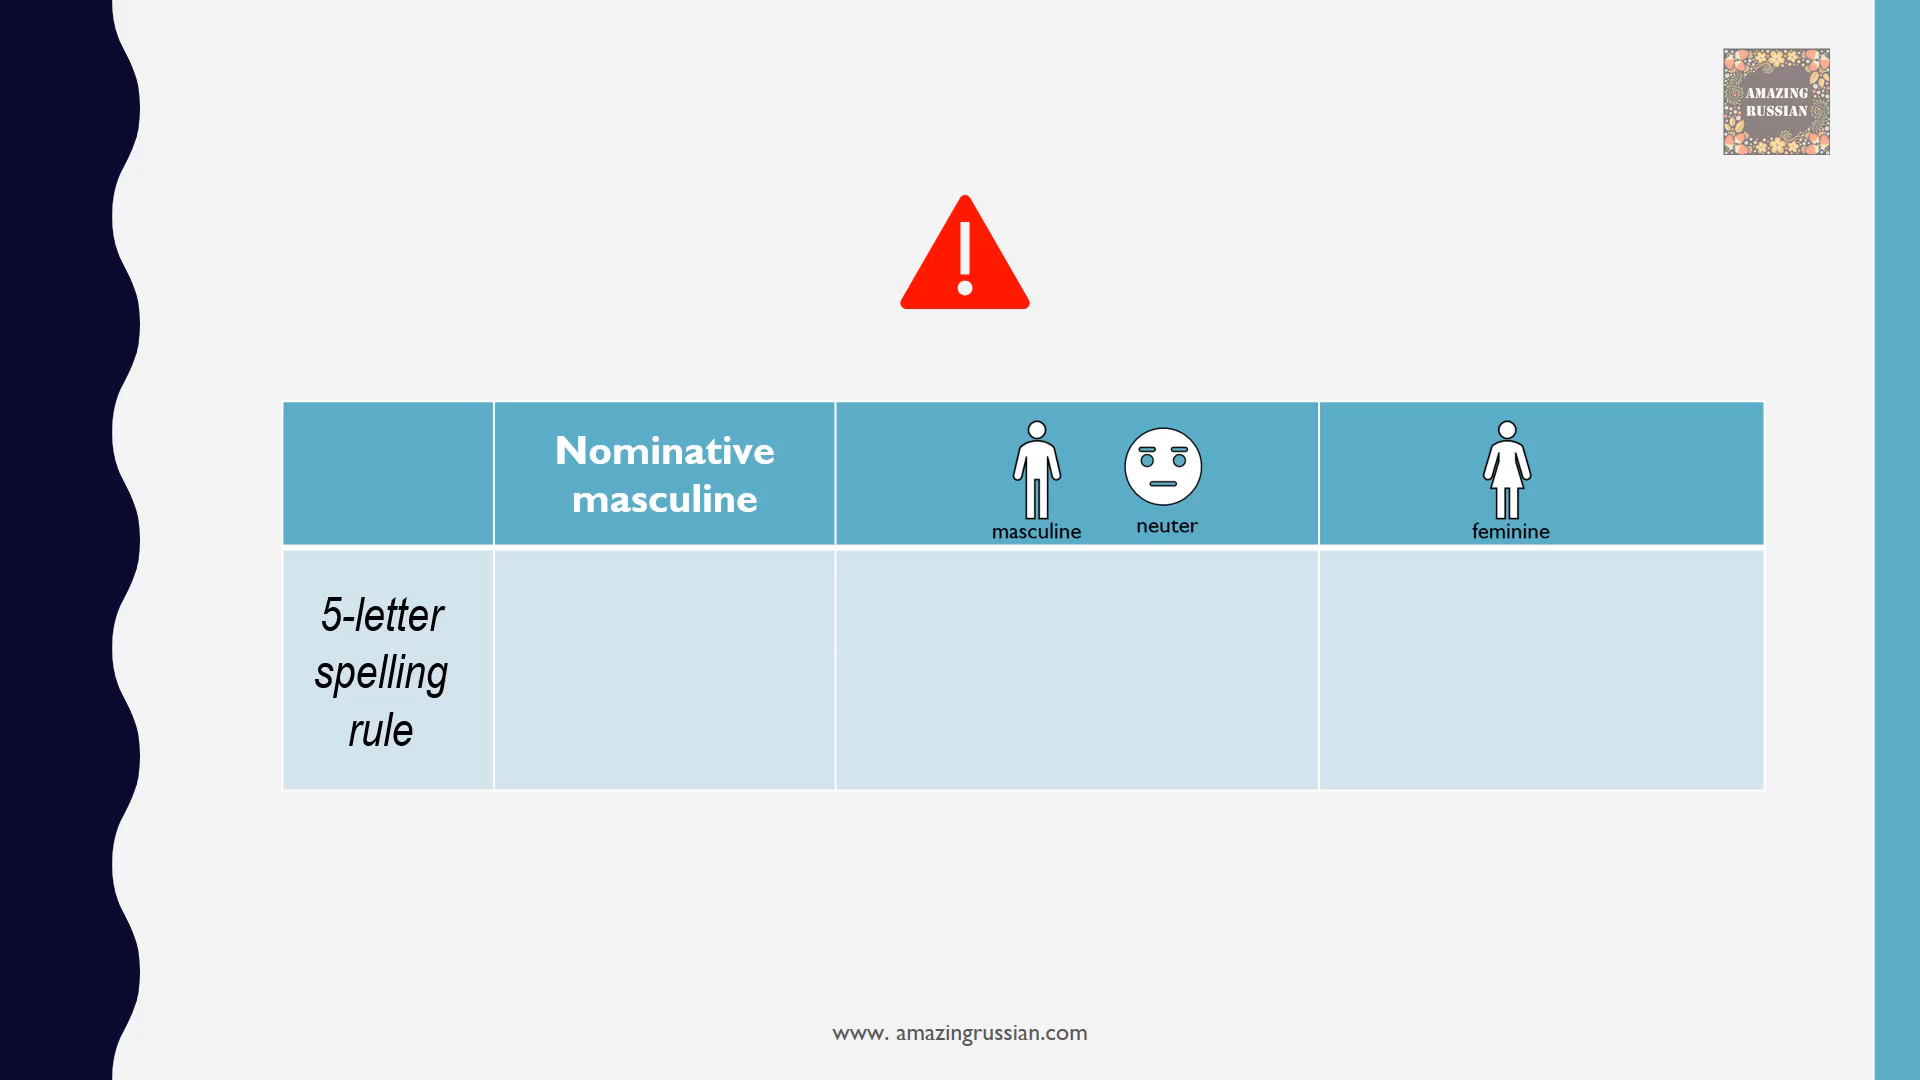 AMAZING
RUSSIAN
Nominative
masculine
masculine
neuter
feminine
5-letter
spelling
rule
www. amazingrussian.com